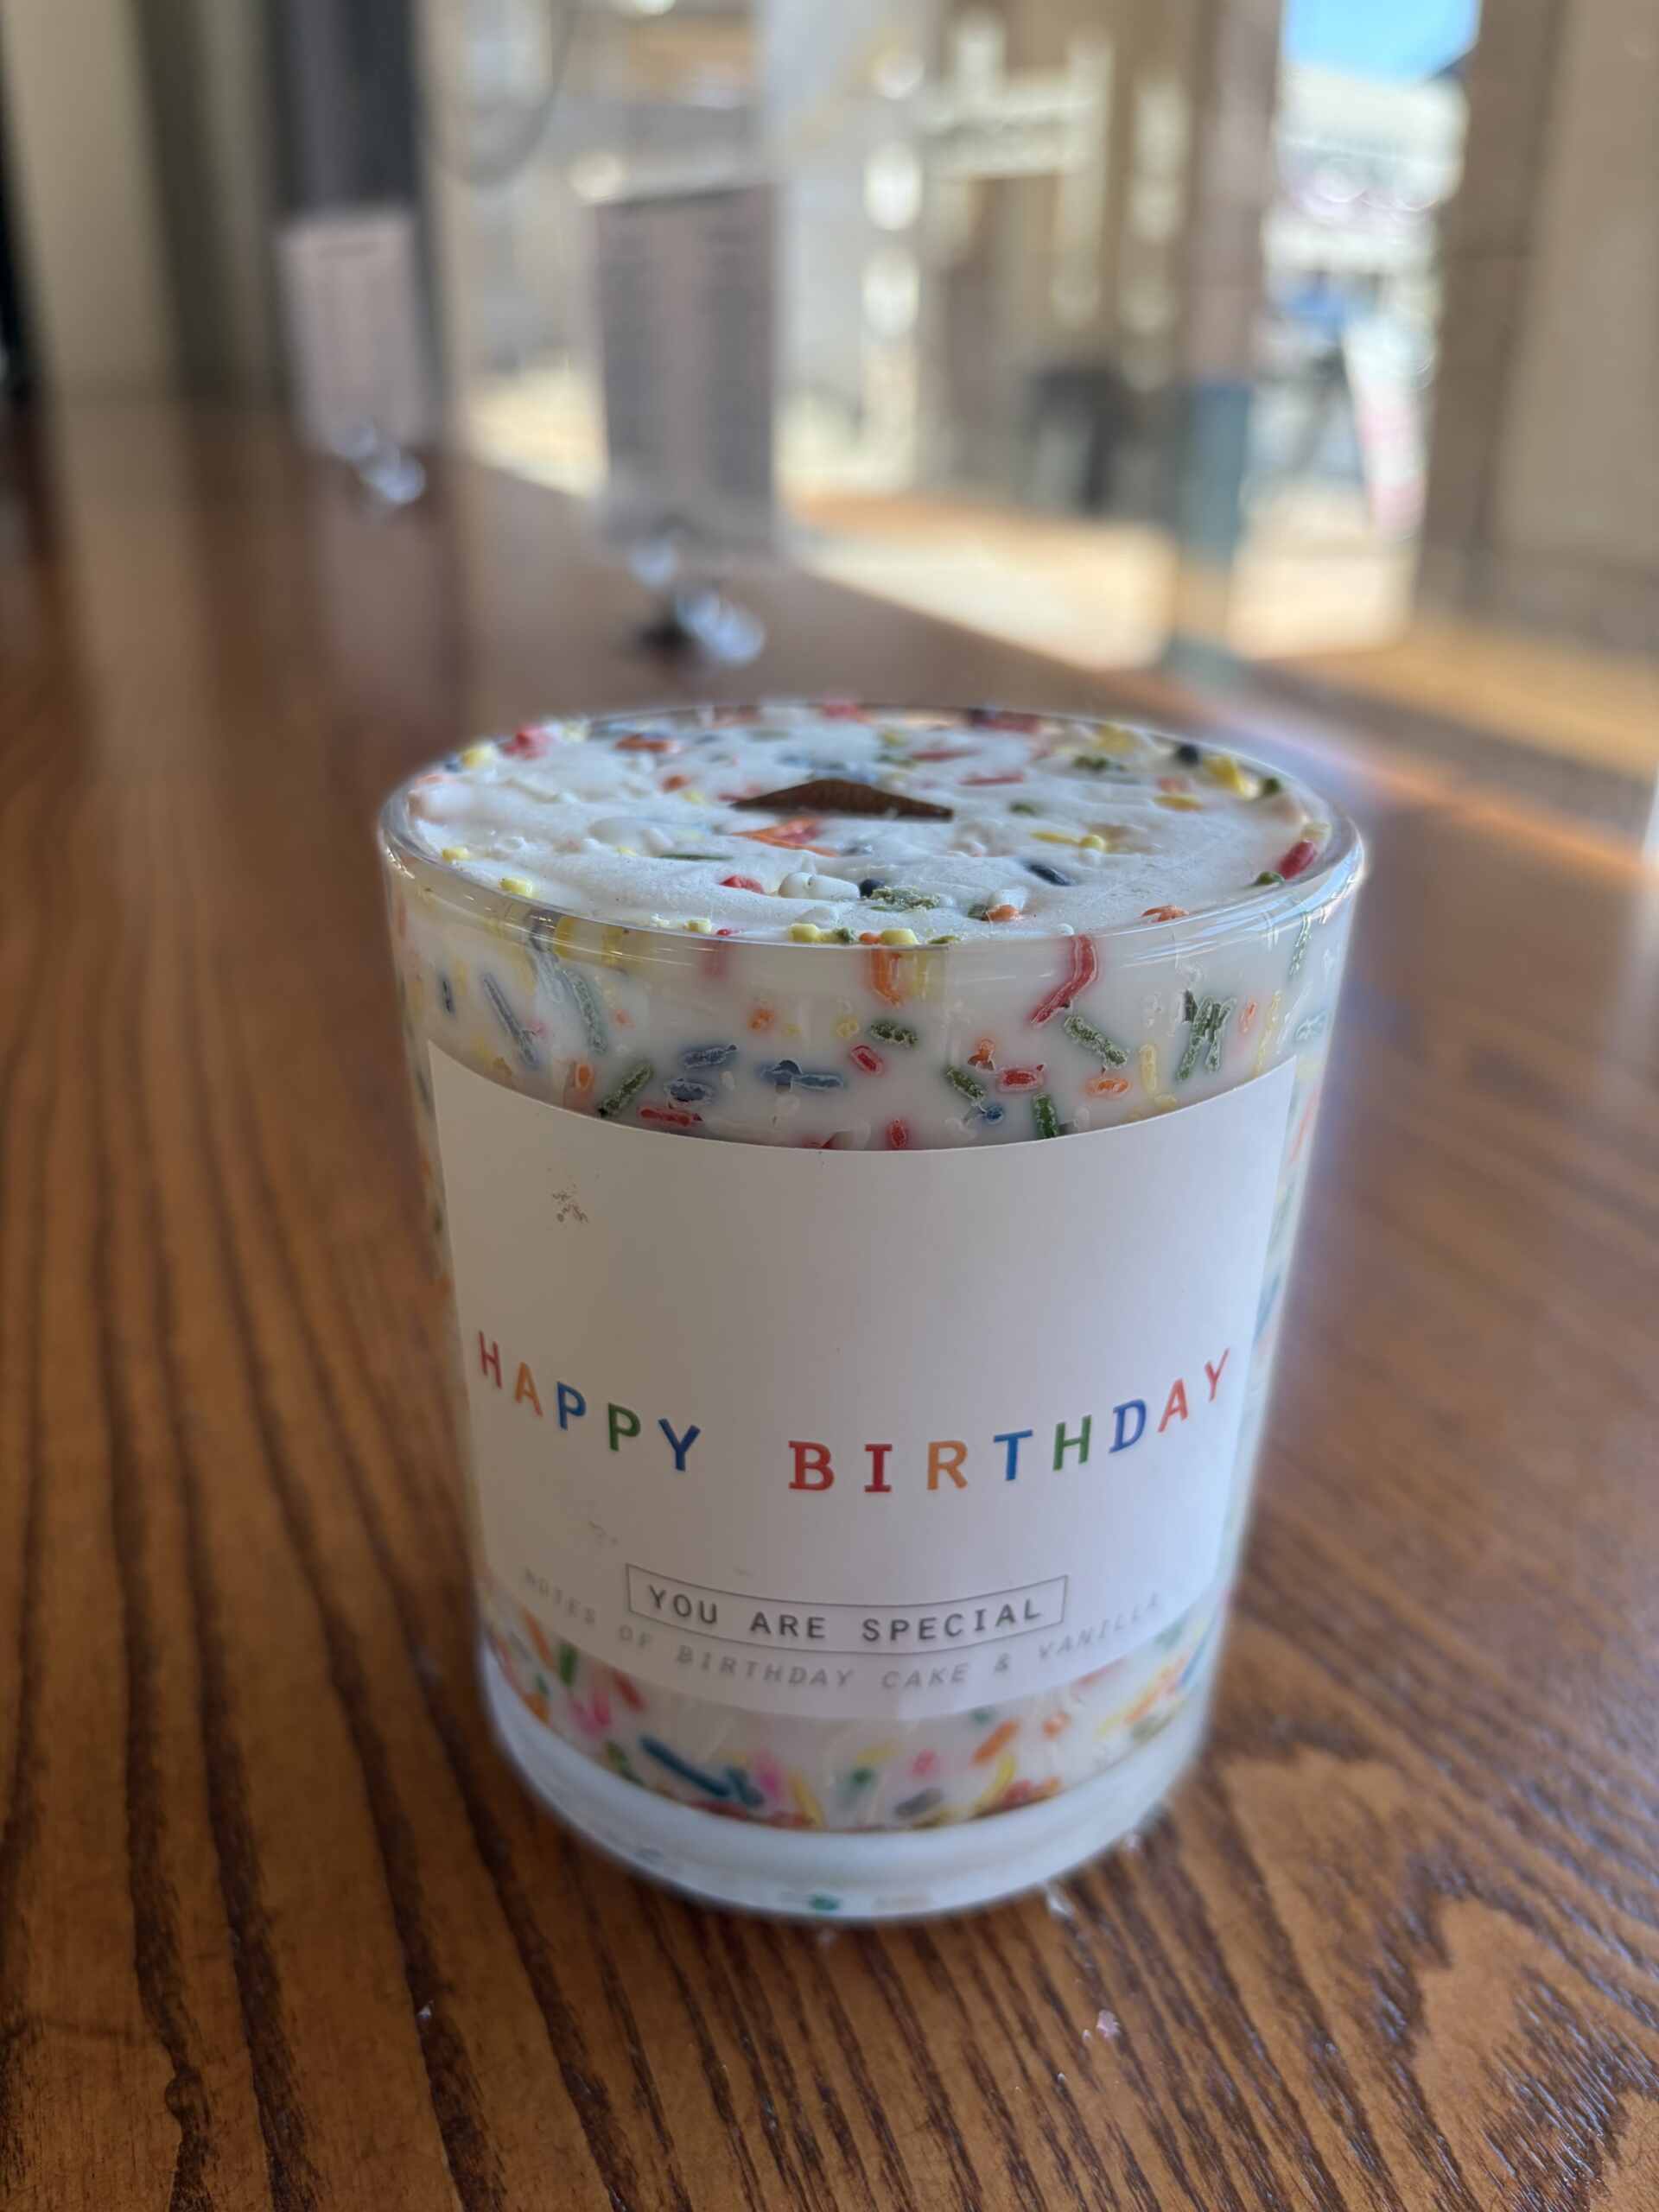 HAPPY BIRTHDAY
YOU ARE SPECIAL
NOTES OF BIRTHDAY CAKE & VANILLA